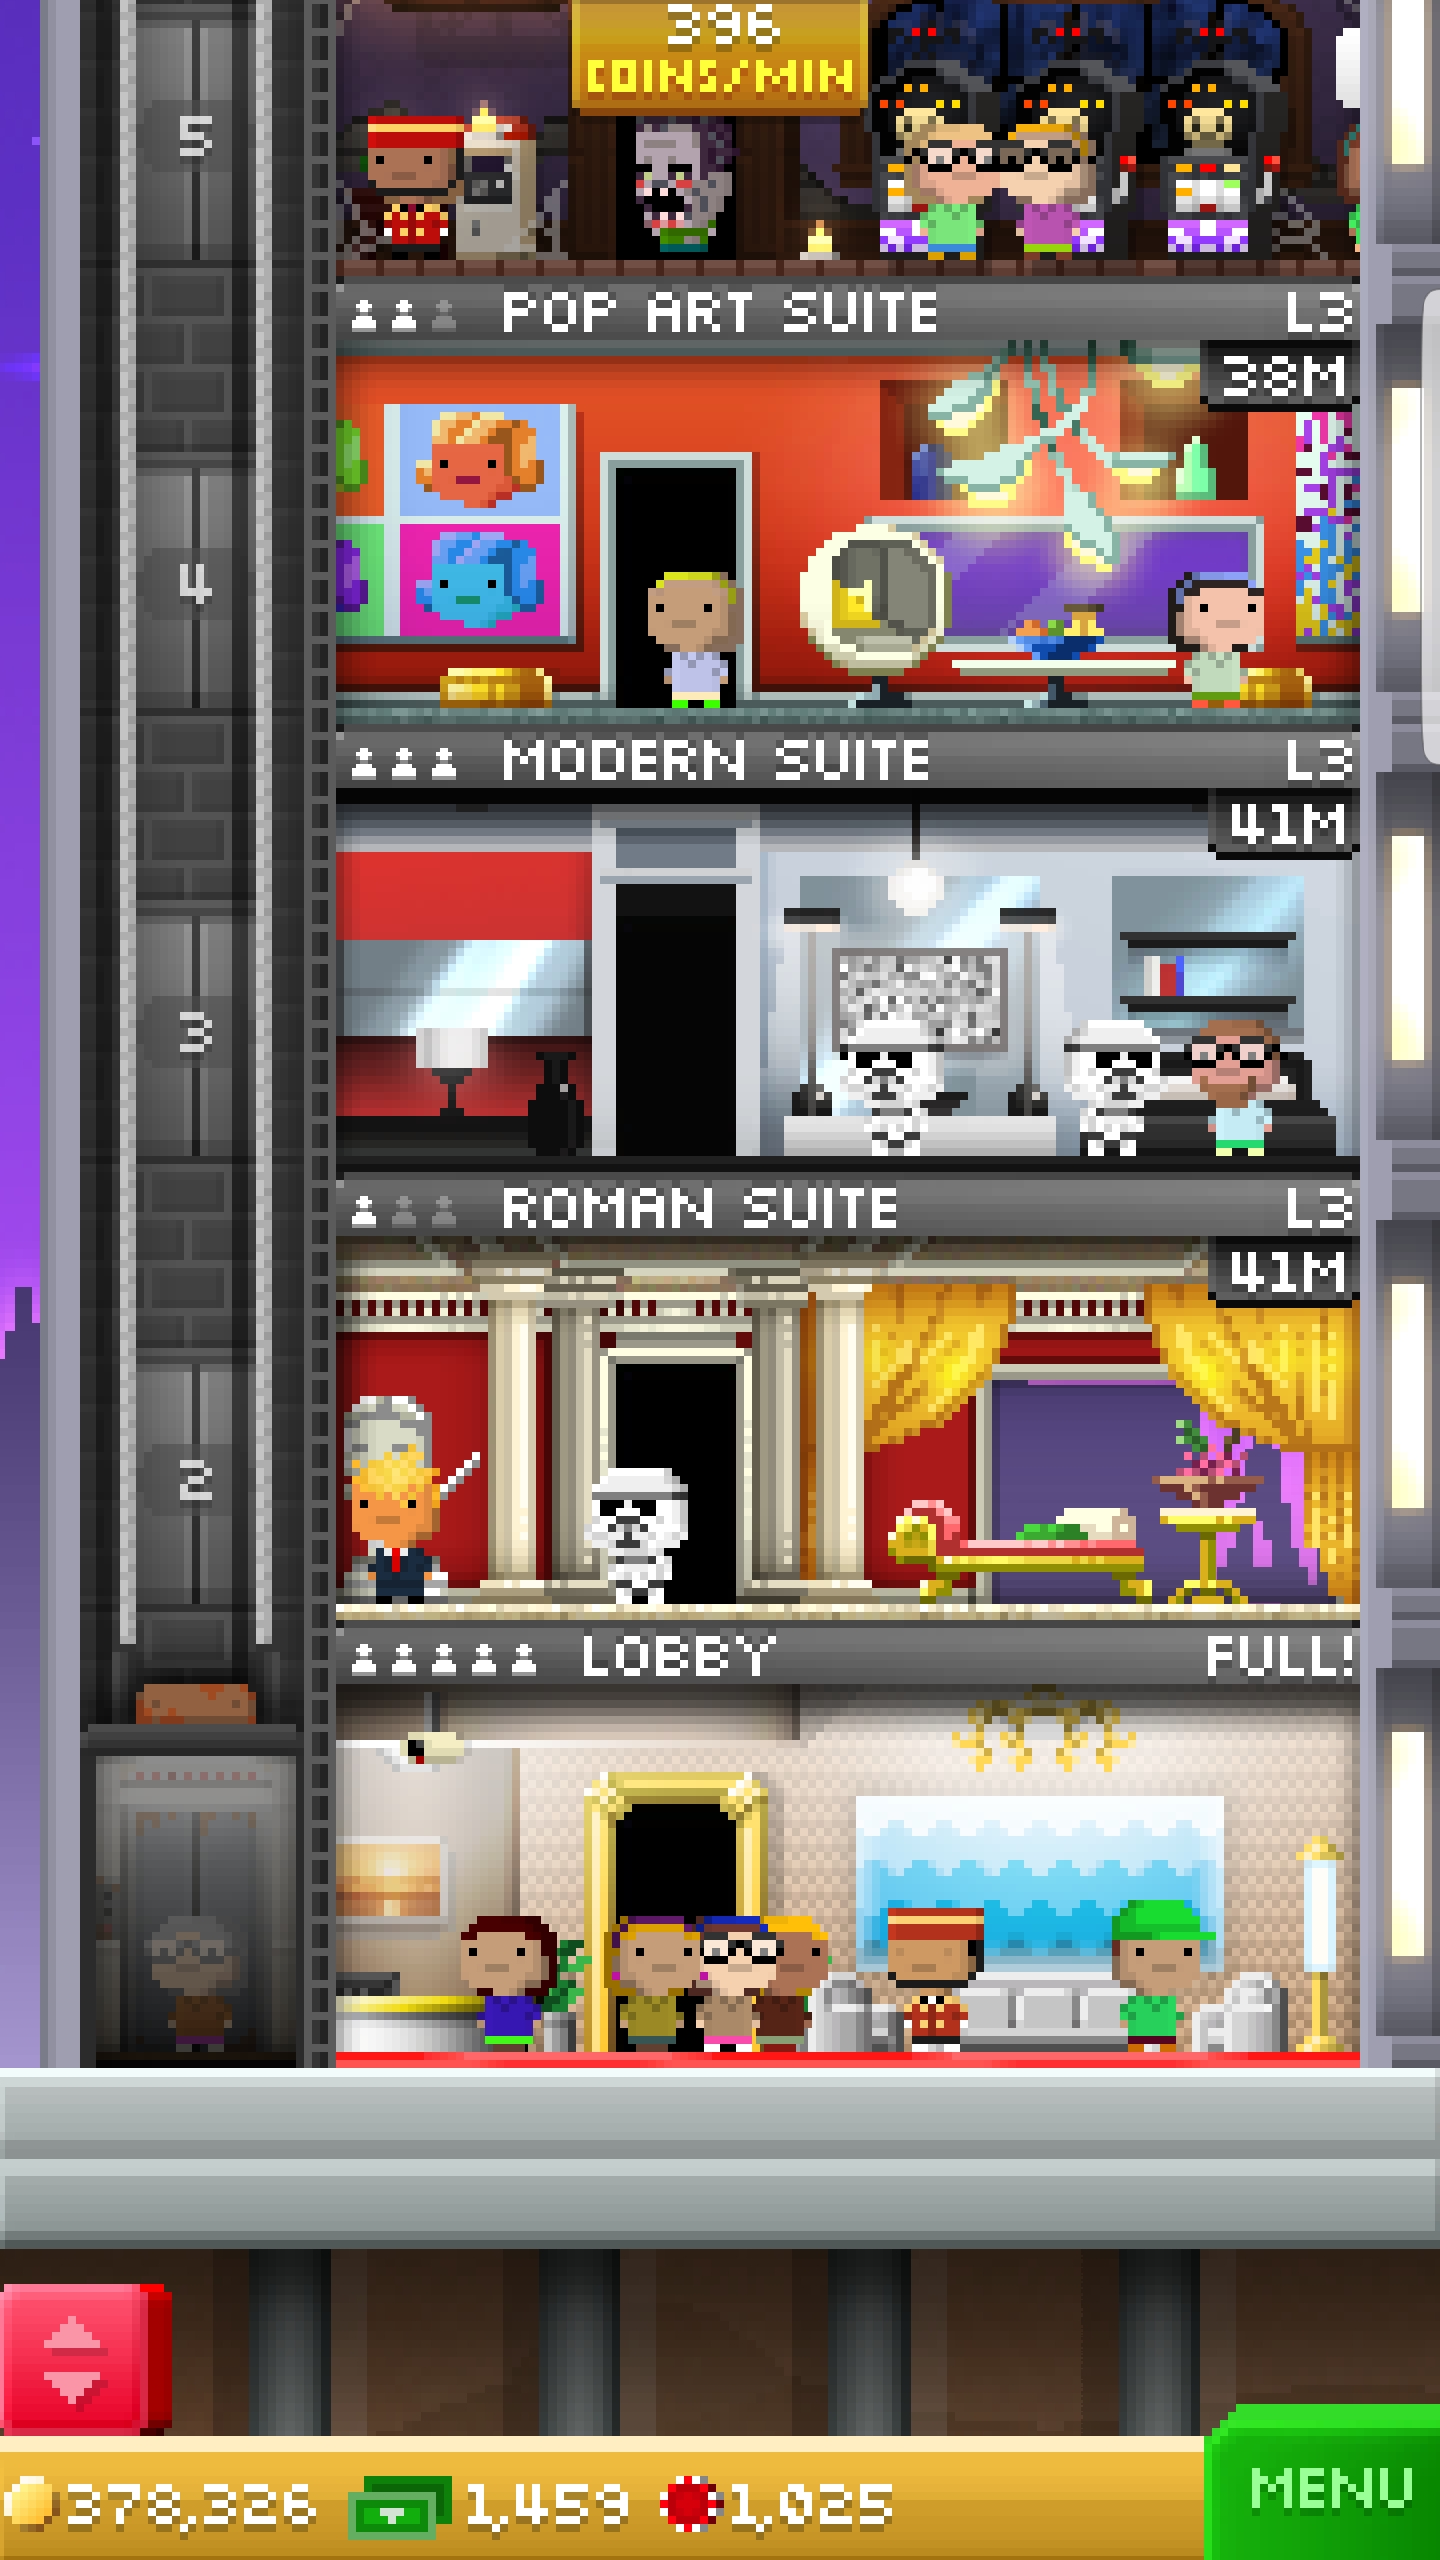 396
COINS/MIN
5
POP ART SUITE L3
38M
4
MODERN SUITE L3
41M
3
ROMAN SUITE L3
41M
2
LOBBY FULL!
378,326 1,459 1,025
MENU